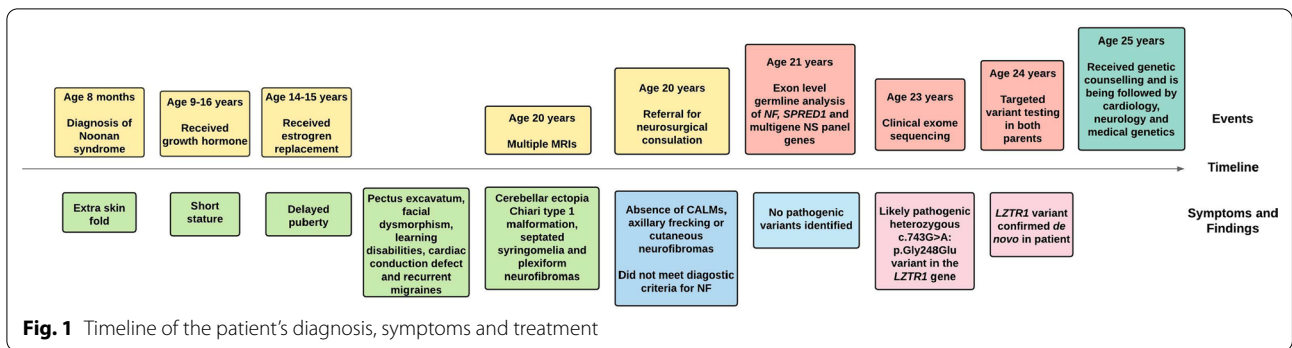 Age 8 months
Diagnosis of
Noonan
syndrome
Age 9-16 years
Received
growth hormone
Age 14-15 years
Received
estrogren
replacement
Age 20 years
Multiple MRIs
Age 20 years
Referral for
neurosurgical
consulation
Age 21 years
Exon level
germline analysis
of NF, SPRED1 and
multigene NS panel
genes
Age 23 years
Clinical exome
sequencing
Age 24 years
Targeted
variant testing
in both
parents
Age 25 years
Received genetic
counselling and is
being followed by
cardiology,
neurology and
medical genetics
Events
Timeline
Extra skin
fold
Short
stature
Delayed
puberty
Pectus excavatum,
facial
dysmorphism,
learning
disabilities, cardiac
conduction defect
and recurrent
migraines
Cerebellar ectopia
Chiari type 1
malformation,
septated
syringomelia and
plexiform
neurofibromas
Absence of CALMs,
axillary frecking or
cutaneous
neurofibromas
Did not meet diagostic
criteria for NF
No pathogenic
variants identified
Likely pathogenic
heterozygous
c.743G>A:
p.Gly248Glu
variant in the
LZTR1 gene
LZTR1 variant
confirmed de
novo in patient
Symptoms and
Findings
Fig. 1 Timeline of the patient's diagnosis, symptoms and treatment